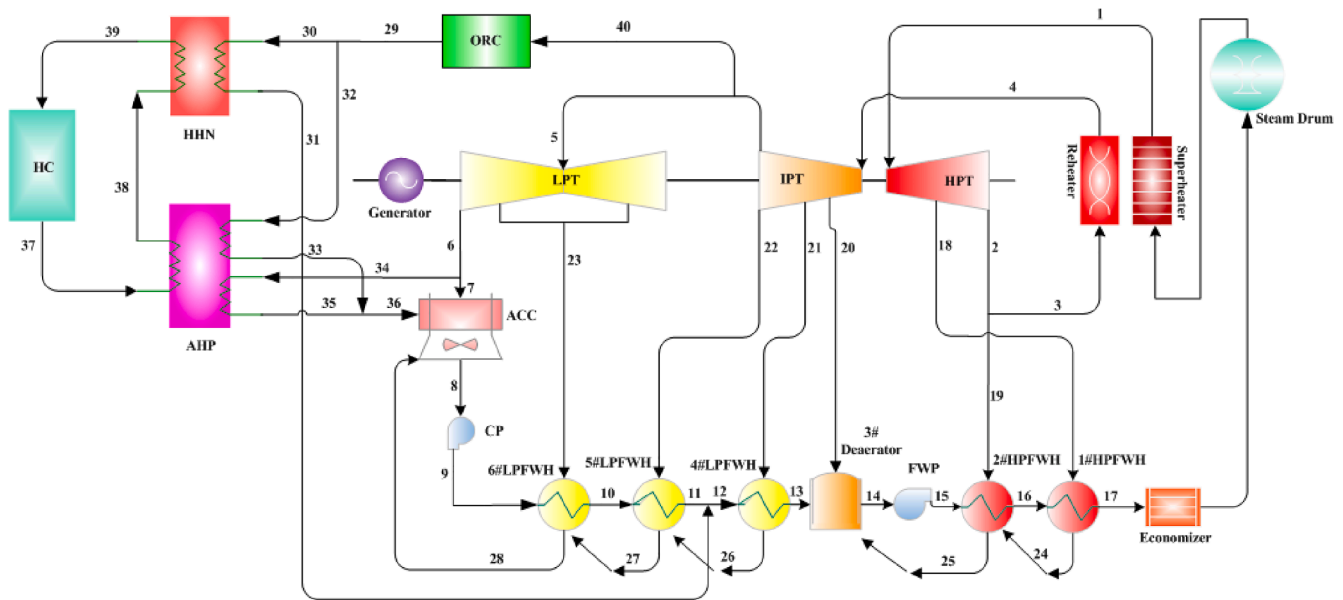 1
39
30
29
ORC
40
4
Steam Drum
HHN
32
31
5
HC
38
LPT
IPT
HPT
Reheater
Superheater
Generator
37
33
34
6
23
22
21
20
18
2
7
35
36
ACC
3
AHP
8
19
CP
3#
Deaerator
9
6#LPFWH
5#LPFWH
4#LPFWH
FWP
2#HPFWH
1#HPFWH
10
11
12
13
14
15
16
17
Economizer
28
27
26
25
24